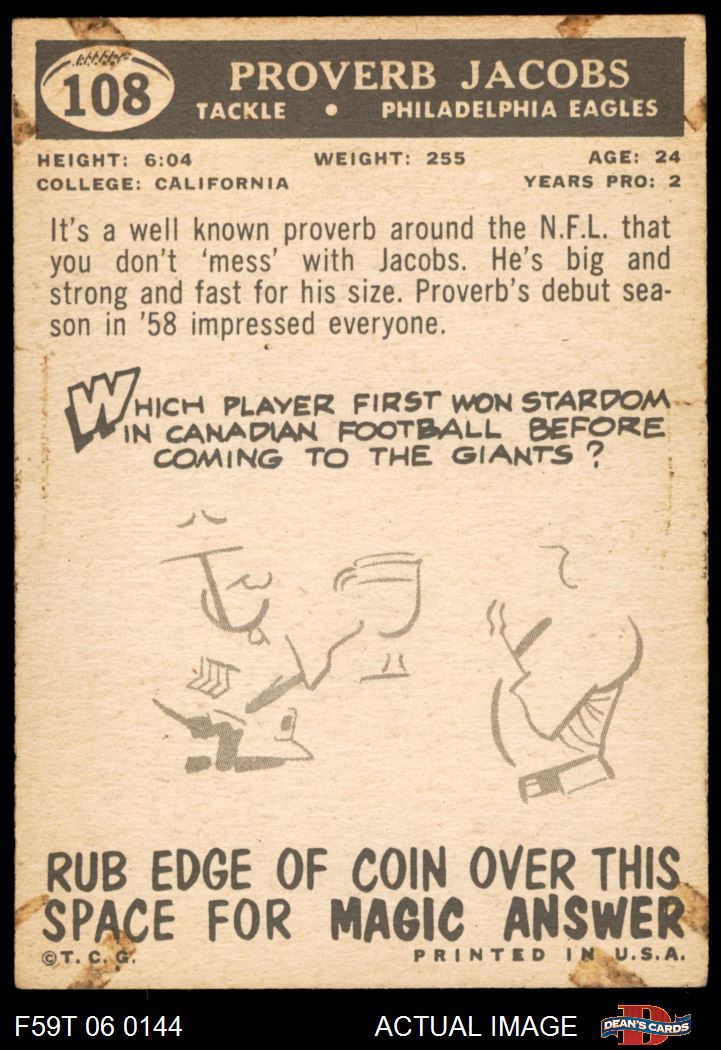 108
PROVERB JACOBS
TACKLE • PHILADELPHIA EAGLES
HEIGHT: 6:04 WEIGHT: 255 AGE: 24
COLLEGE: CALIFORNIA YEARS PRO: 2
It's a well known proverb around the N.F.L. that
you don't 'mess' with Jacobs. He's big and
strong and fast for his size. Proverb's debut sea-
son in '58 impressed everyone.
WHICH PLAYER FIRST WON STARDOM
IN CANADIAN FOOTBALL BEFORE
COMING TO THE GIANTS?
RUB EDGE OF COIN OVER THIS
SPACE FOR MAGIC ANSWER
©T.C.G. PRINTED IN U.S.A.
F59T 06 0144 ACTUAL IMAGE D DEAN'S CARDS